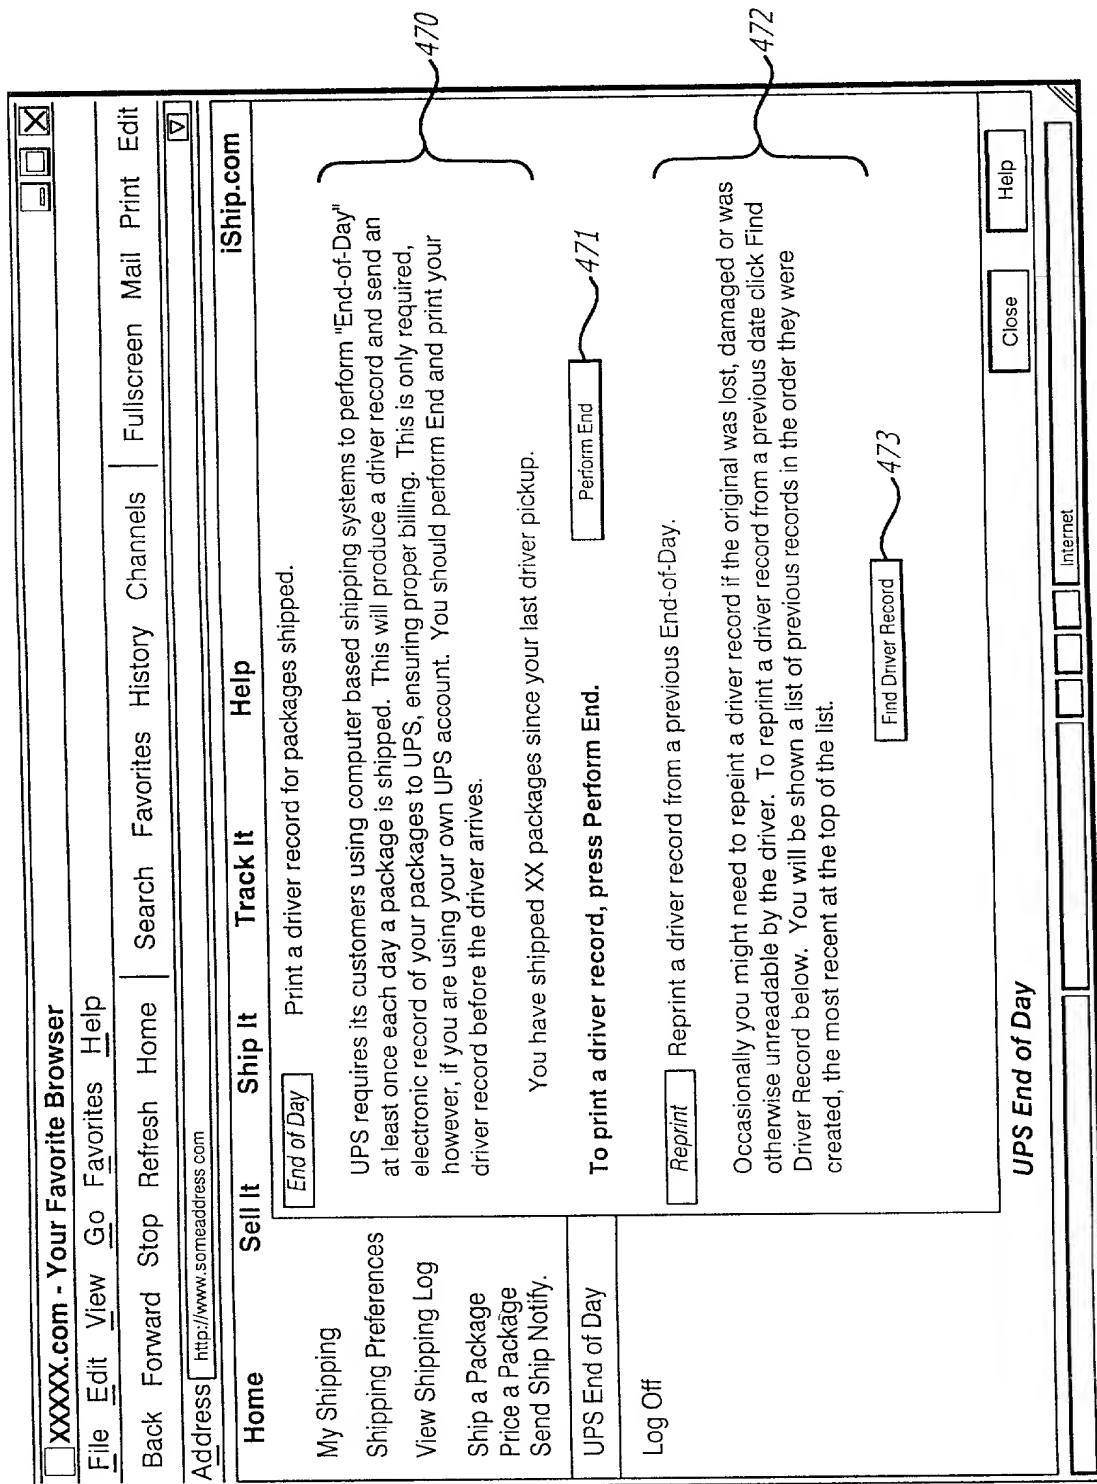 XXXXX.com - Your Favorite Browser
File Edit View Go Favorites Help
Back Forward Stop Refresh Home Search Favorites History Channels Fullscreen Mail Print Edit
Address http://www.someaddress.com
Home Sell It Ship It Track It Help iShip.com
My Shipping
Shipping Preferences
View Shipping Log
Ship a Package
Price a Package
Send Ship Notify.
UPS End of Day
Log Off
End of Day Print a driver record for packages shipped.
UPS requires its customers using computer based shipping systems to perform "End-of-Day"
at least once each day a package is shipped. This will produce a driver record and send an
electronic record of your packages to UPS, ensuring proper billing. This is only required,
however, if you are using your own UPS account. You should perform End and print your
driver record before the driver arrives.
470
You have shipped XX packages since your last driver pickup.
To print a driver record, press Perform End.
Perform End
471
Reprint Reprint a driver record from a previous End-of-Day.
Occasionally you might need to repeint a driver record if the original was lost, damaged or was
otherwise unreadable by the driver. To reprint a driver record from a previous date click Find
Driver Record below. You will be shown a list of previous records in the order they were
created, the most recent at the top of the list.
472
Find Driver Record
473
UPS End of Day
Close Help
Internet